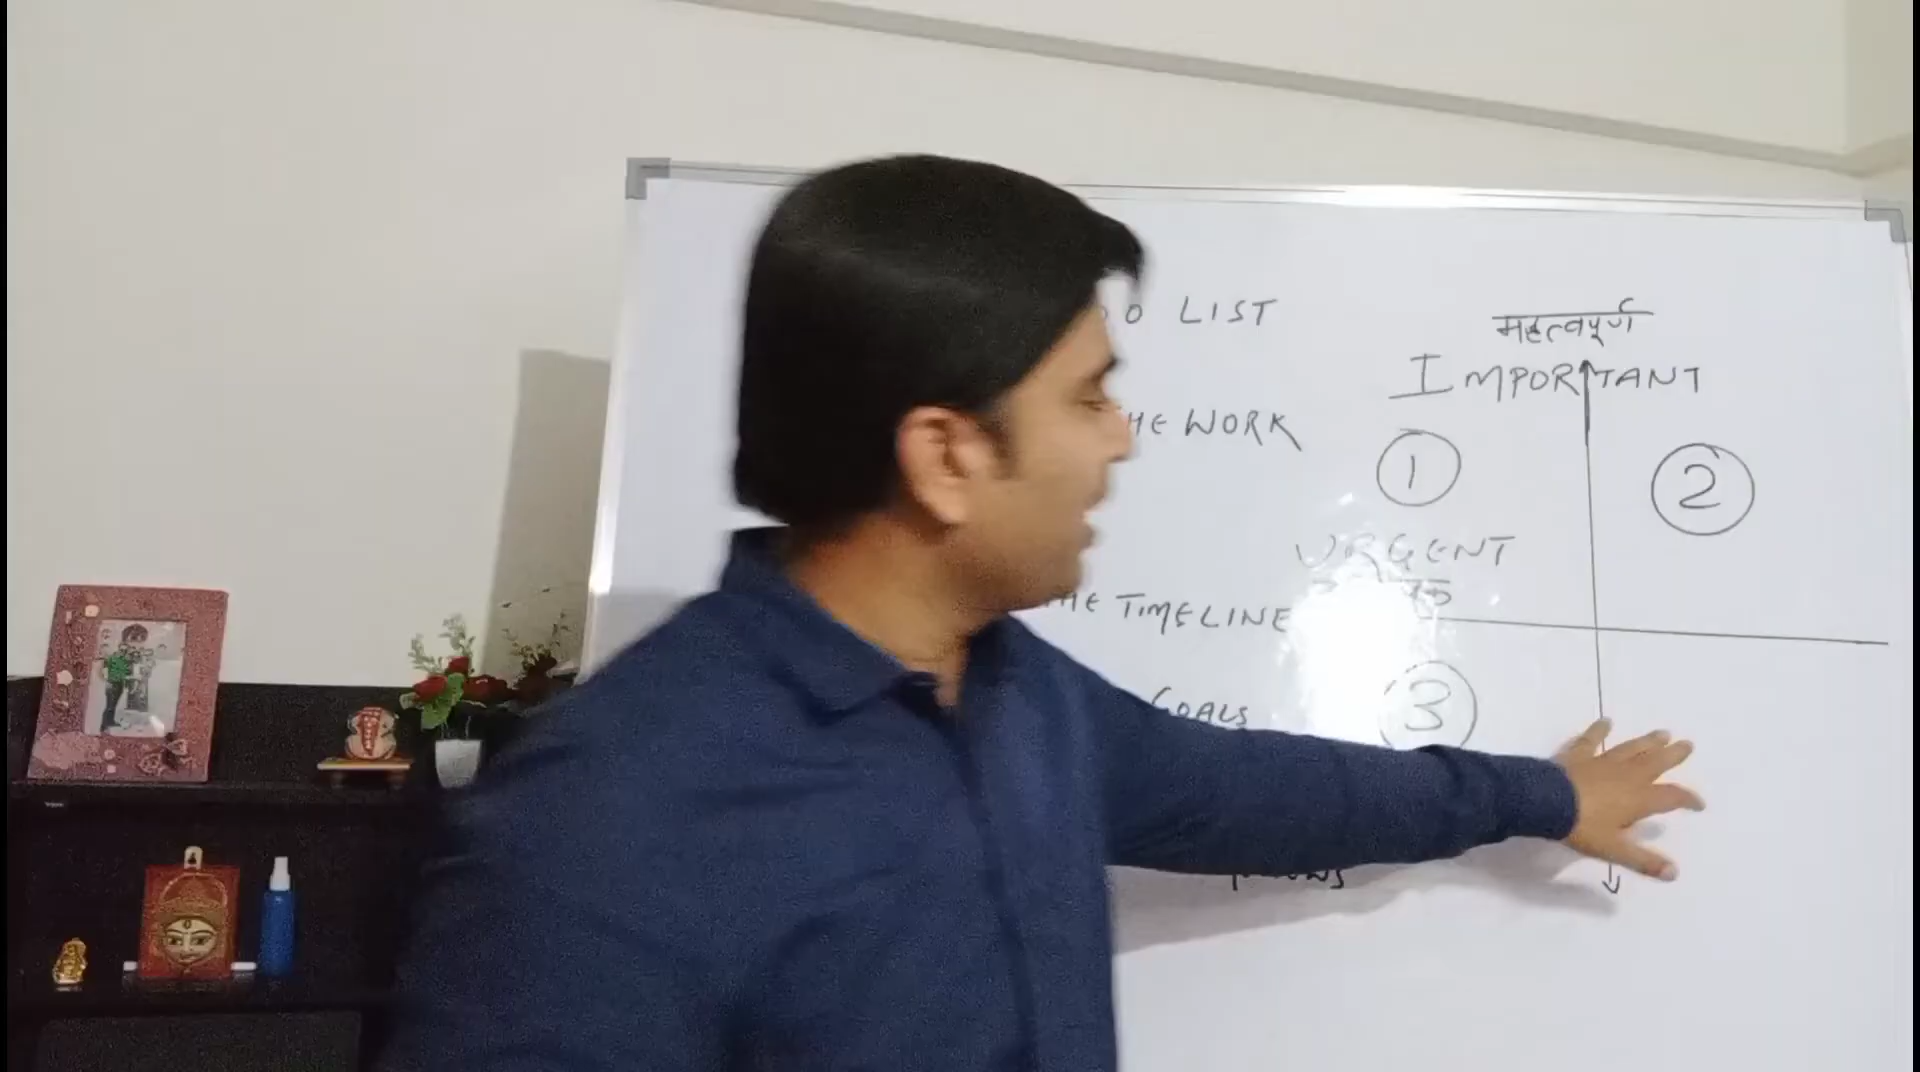 O LIST
HE WORK
HE TIMELINE
GOALS
महत्वपूर्ण
IMPORTANT
1
2
URGENT
3